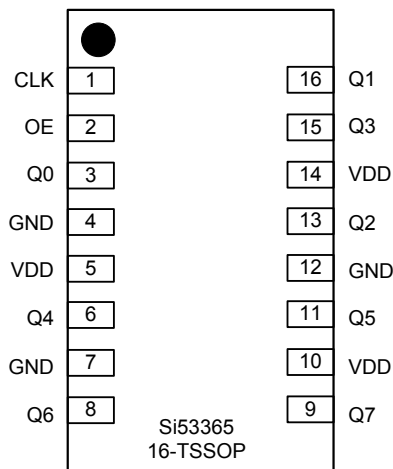 CLK 1 16 Q1
OE 2 15 Q3
Q0 3 14 VDD
GND 4 13 Q2
VDD 5 12 GND
Q4 6 11 Q5
GND 7 10 VDD
Q6 8 9 Q7
Si53365
16-TSSOP